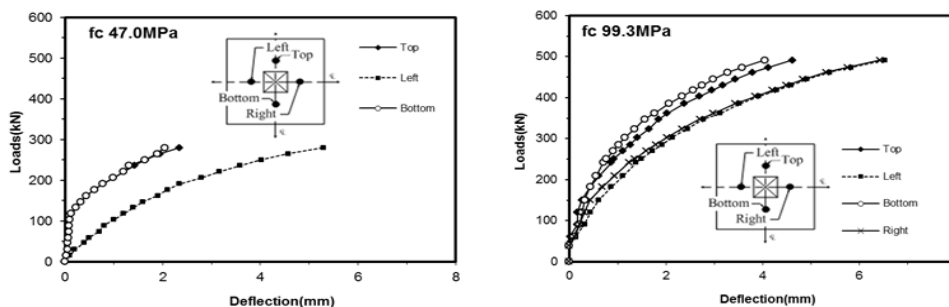 600
500
400
300
200
100
0
Loads(kN)
fc 47.0MPa
Left
Top
Bottom
Right
Top
Left
Bottom
0 2 4 6 8
Deflection(mm)
600
500
400
300
200
100
0
Loads(kN)
fc 99.3MPa
Left
Top
Bottom
Right
Top
Left
Bottom
Right
0 2 4 6
Deflection(mm)